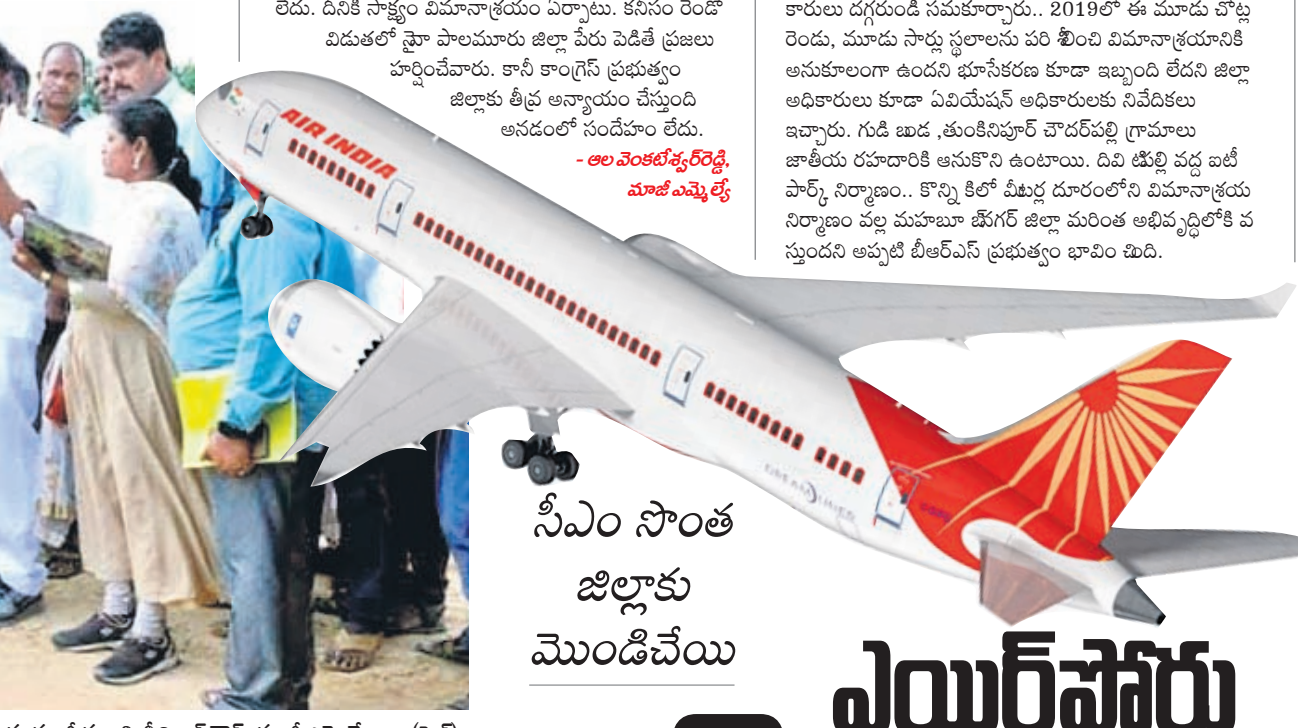 లేదు. దీనికి సాక్ష్యం విమానాశ్రయం ఏర్పాటు. కనీసం రెండో
విడుతలో నైనా పాలమూరు జిల్లా పేరు పెడితే ప్రజలు
హర్షించేవారు. కానీ కాంగ్రెస్ ప్రభుత్వం
జిల్లాకు తీవ్ర అన్యాయం చేస్తుంది
అనడంలో సందేహం లేదు.
- ఆల వెంకటేశ్వర్‌రెడ్డి,
మాజీ ఎమ్మెల్యే
కారులు దగ్గరుండి సమకూర్చారు.. 2019లో ఈ మూడు చోట్ల
రెండు, మూడు సార్లు స్థలాలను పరి శీలించి విమానాశ్రయానికి
అనుకూలంగా ఉందని భూసేకరణ కూడా ఇబ్బంది లేదని జిల్లా
అధికారులు కూడా ఏవియేషన్ అధికారులకు నివేదికలు
ఇచ్చారు. గుడి బండ ,తుంకినిపూర్ చౌదర్‌పల్లి గ్రామాలు
జాతీయ రహదారికి ఆనుకొని ఉంటాయి. దివి టిపల్లి వద్ద ఐటీ
పార్క్ నిర్మాణం.. కొన్ని కిలో మీటర్ల దూరంలోని విమానాశ్రయ
నిర్మాణం వల్ల మహబూ బ్‌నగర్ జిల్లా మరింత అభివృద్ధిలోకి వ
స్తుందని అప్పటి బీఆర్ఎస్ ప్రభుత్వం భావిం చింది.
AIR INDIA
DREAMLINER
సీఎం సొంత
జిల్లాకు
మొండిచేయి
ఎయిర్‌పోర్టు